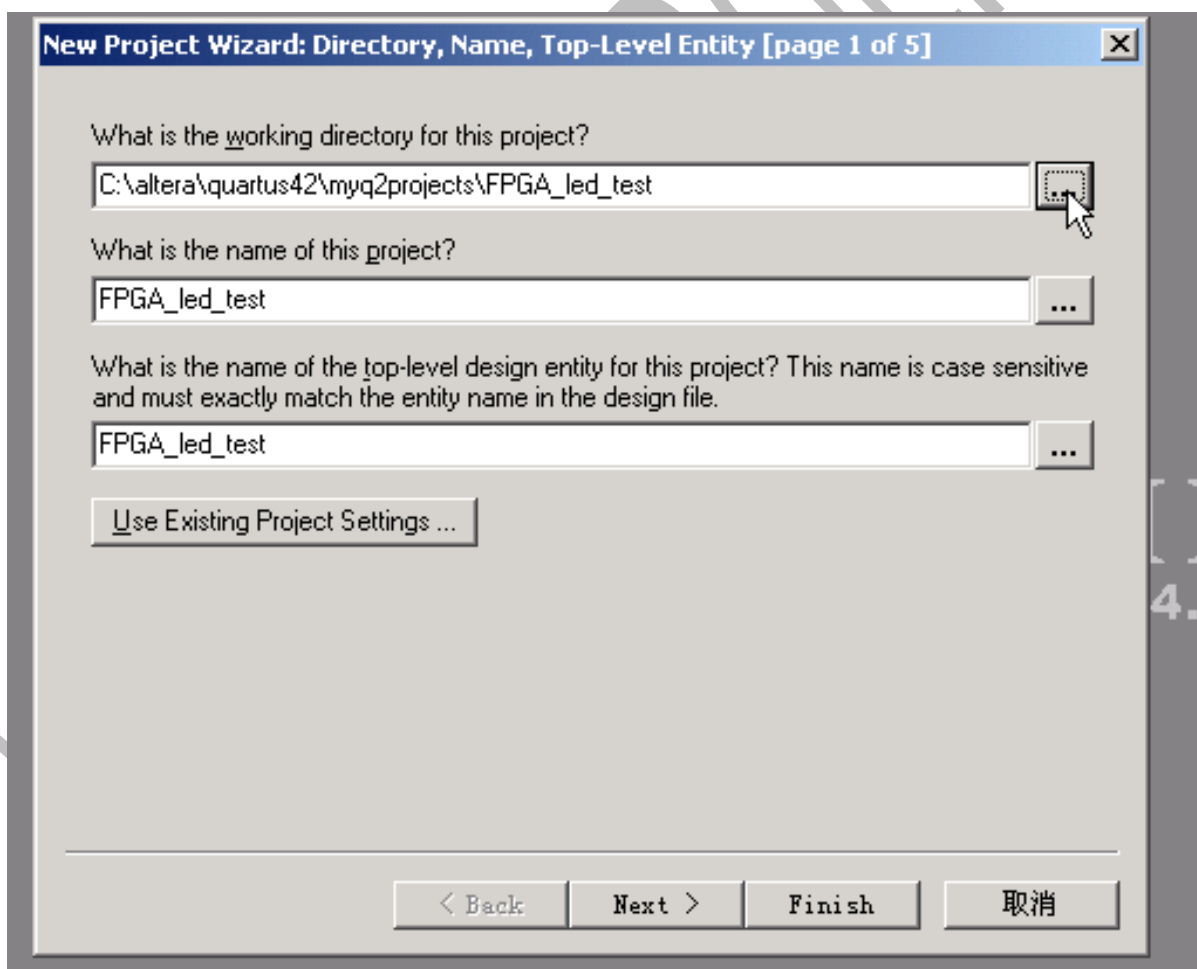 New Project Wizard: Directory, Name, Top-Level Entity [page 1 of 5]
What is the working directory for this project?
C:\altera\quartus42\myq2projects\FPGA_led_test
...
What is the name of this project?
FPGA_led_test
...
What is the name of the top-level design entity for this project? This name is case sensitive
and must exactly match the entity name in the design file.
FPGA_led_test
...
Use Existing Project Settings ...
4.
< Back Next > Finish 取消